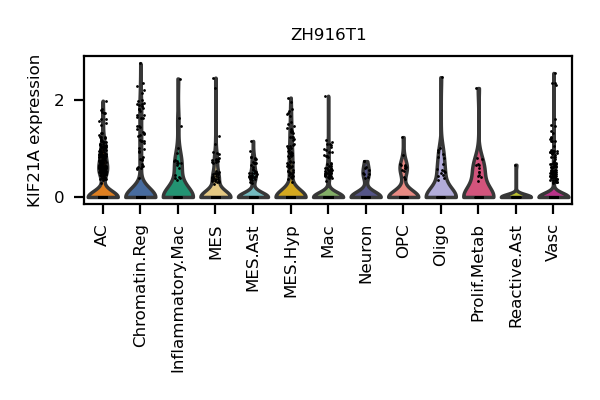 ZH916T1
KIF21A expression
2
0
AC
Chromatin.Reg
Inflammatory.Mac
MES
MES.Ast
MES.Hyp
Mac
Neuron
OPC
Oligo
Prolif.Metab
Reactive.Ast
Vasc